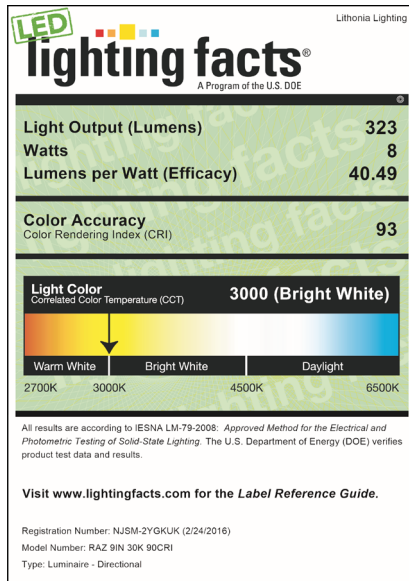 Lithonia Lighting
LED
lighting facts®
A Program of the U.S. DOE
Light Output (Lumens) 323
Watts 8
Lumens per Watt (Efficacy) 40.49
Color Accuracy
Color Rendering Index (CRI) 93
Light Color
Correlated Color Temperature (CCT) 3000 (Bright White)
Warm White Bright White Daylight
2700K 3000K 4500K 6500K
All results are according to IESNA LM-79-2008: Approved Method for the Electrical and
Photometric Testing of Solid-State Lighting. The U.S. Department of Energy (DOE) verifies
product test data and results.
Visit www.lightingfacts.com for the Label Reference Guide.
Registration Number: NJSM-2YGKUK (2/24/2016)
Model Number: RAZ 9IN 30K 90CRI
Type: Luminaire - Directional